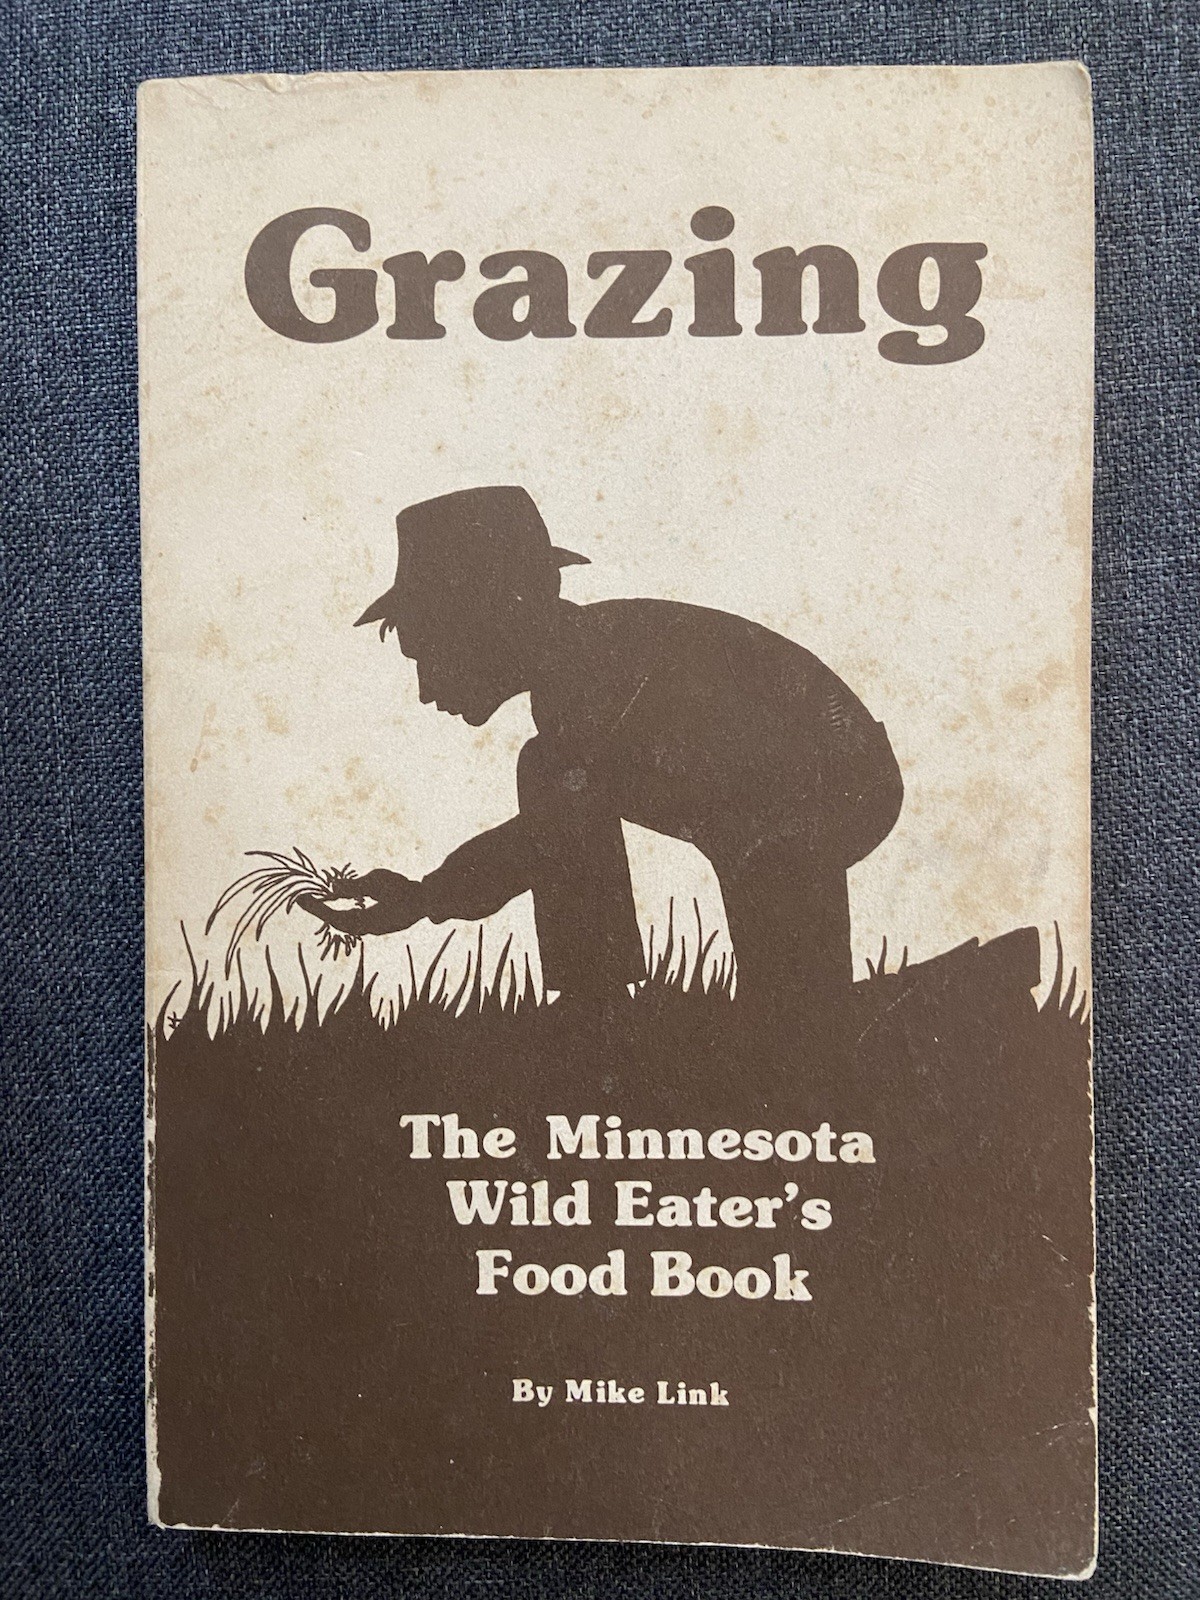 Grazing
The Minnesota
Wild Eater's
Food Book
By Mike Link